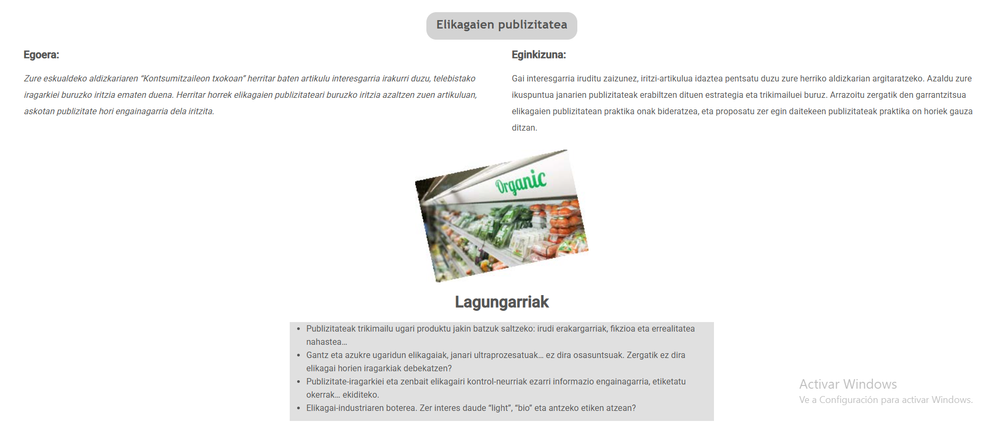 Elikagaien publizitatea
Egoera:
Zure eskualdeko aldizkariaren “Kontsumitzaileon txokoan” herritar baten artikulu interesgarria irakurri duzu, telebistako
iragarkiei buruzko iritzia ematen duena. Herritar horrek elikagaien publizitateari buruzko iritzia azaltzen zuen artikuluan,
askotan publizitate hori engainagarria dela iritzita.
Eginkizuna:
Gai interesgarria iruditu zaizunez, iritzi-artikulua idaztea pentsatu duzu zure herriko aldizkarian argitaratzeko. Azaldu zure
ikuspuntua janarien publizitateak erabiltzen dituen estrategia eta trikimailuei buruz. Arrazoitu zergatik den garrantzitsua
elikagaien publizitatean praktika onak bideratzea, eta proposatu zer egin daitekeen publizitateak praktika on horiek gauza
ditzan.
Organic
Lagungarriak
• Publizitateak trikimailu ugari produktu jakin batzuk saltzeko: irudi erakargarriak, fikzioa eta errealitatea
nahastea…
• Gantz eta azukre ugaridun elikagaiak, janari ultraprozesatuak… ez dira osasuntsuak. Zergatik ez dira
elikagai horien iragarkiak debekatzen?
• Publizitate-iragarkiei eta zenbait elikagairi kontrol-neurriak ezarri informazio engainagarria, etiketatu
okerrak… ekiditeko.
• Elikagai-industriaren boterea. Zer interes daude “light”, “bio” eta antzeko etiken atzean?
Activar Windows
Ve a Configuración para activar Windows.